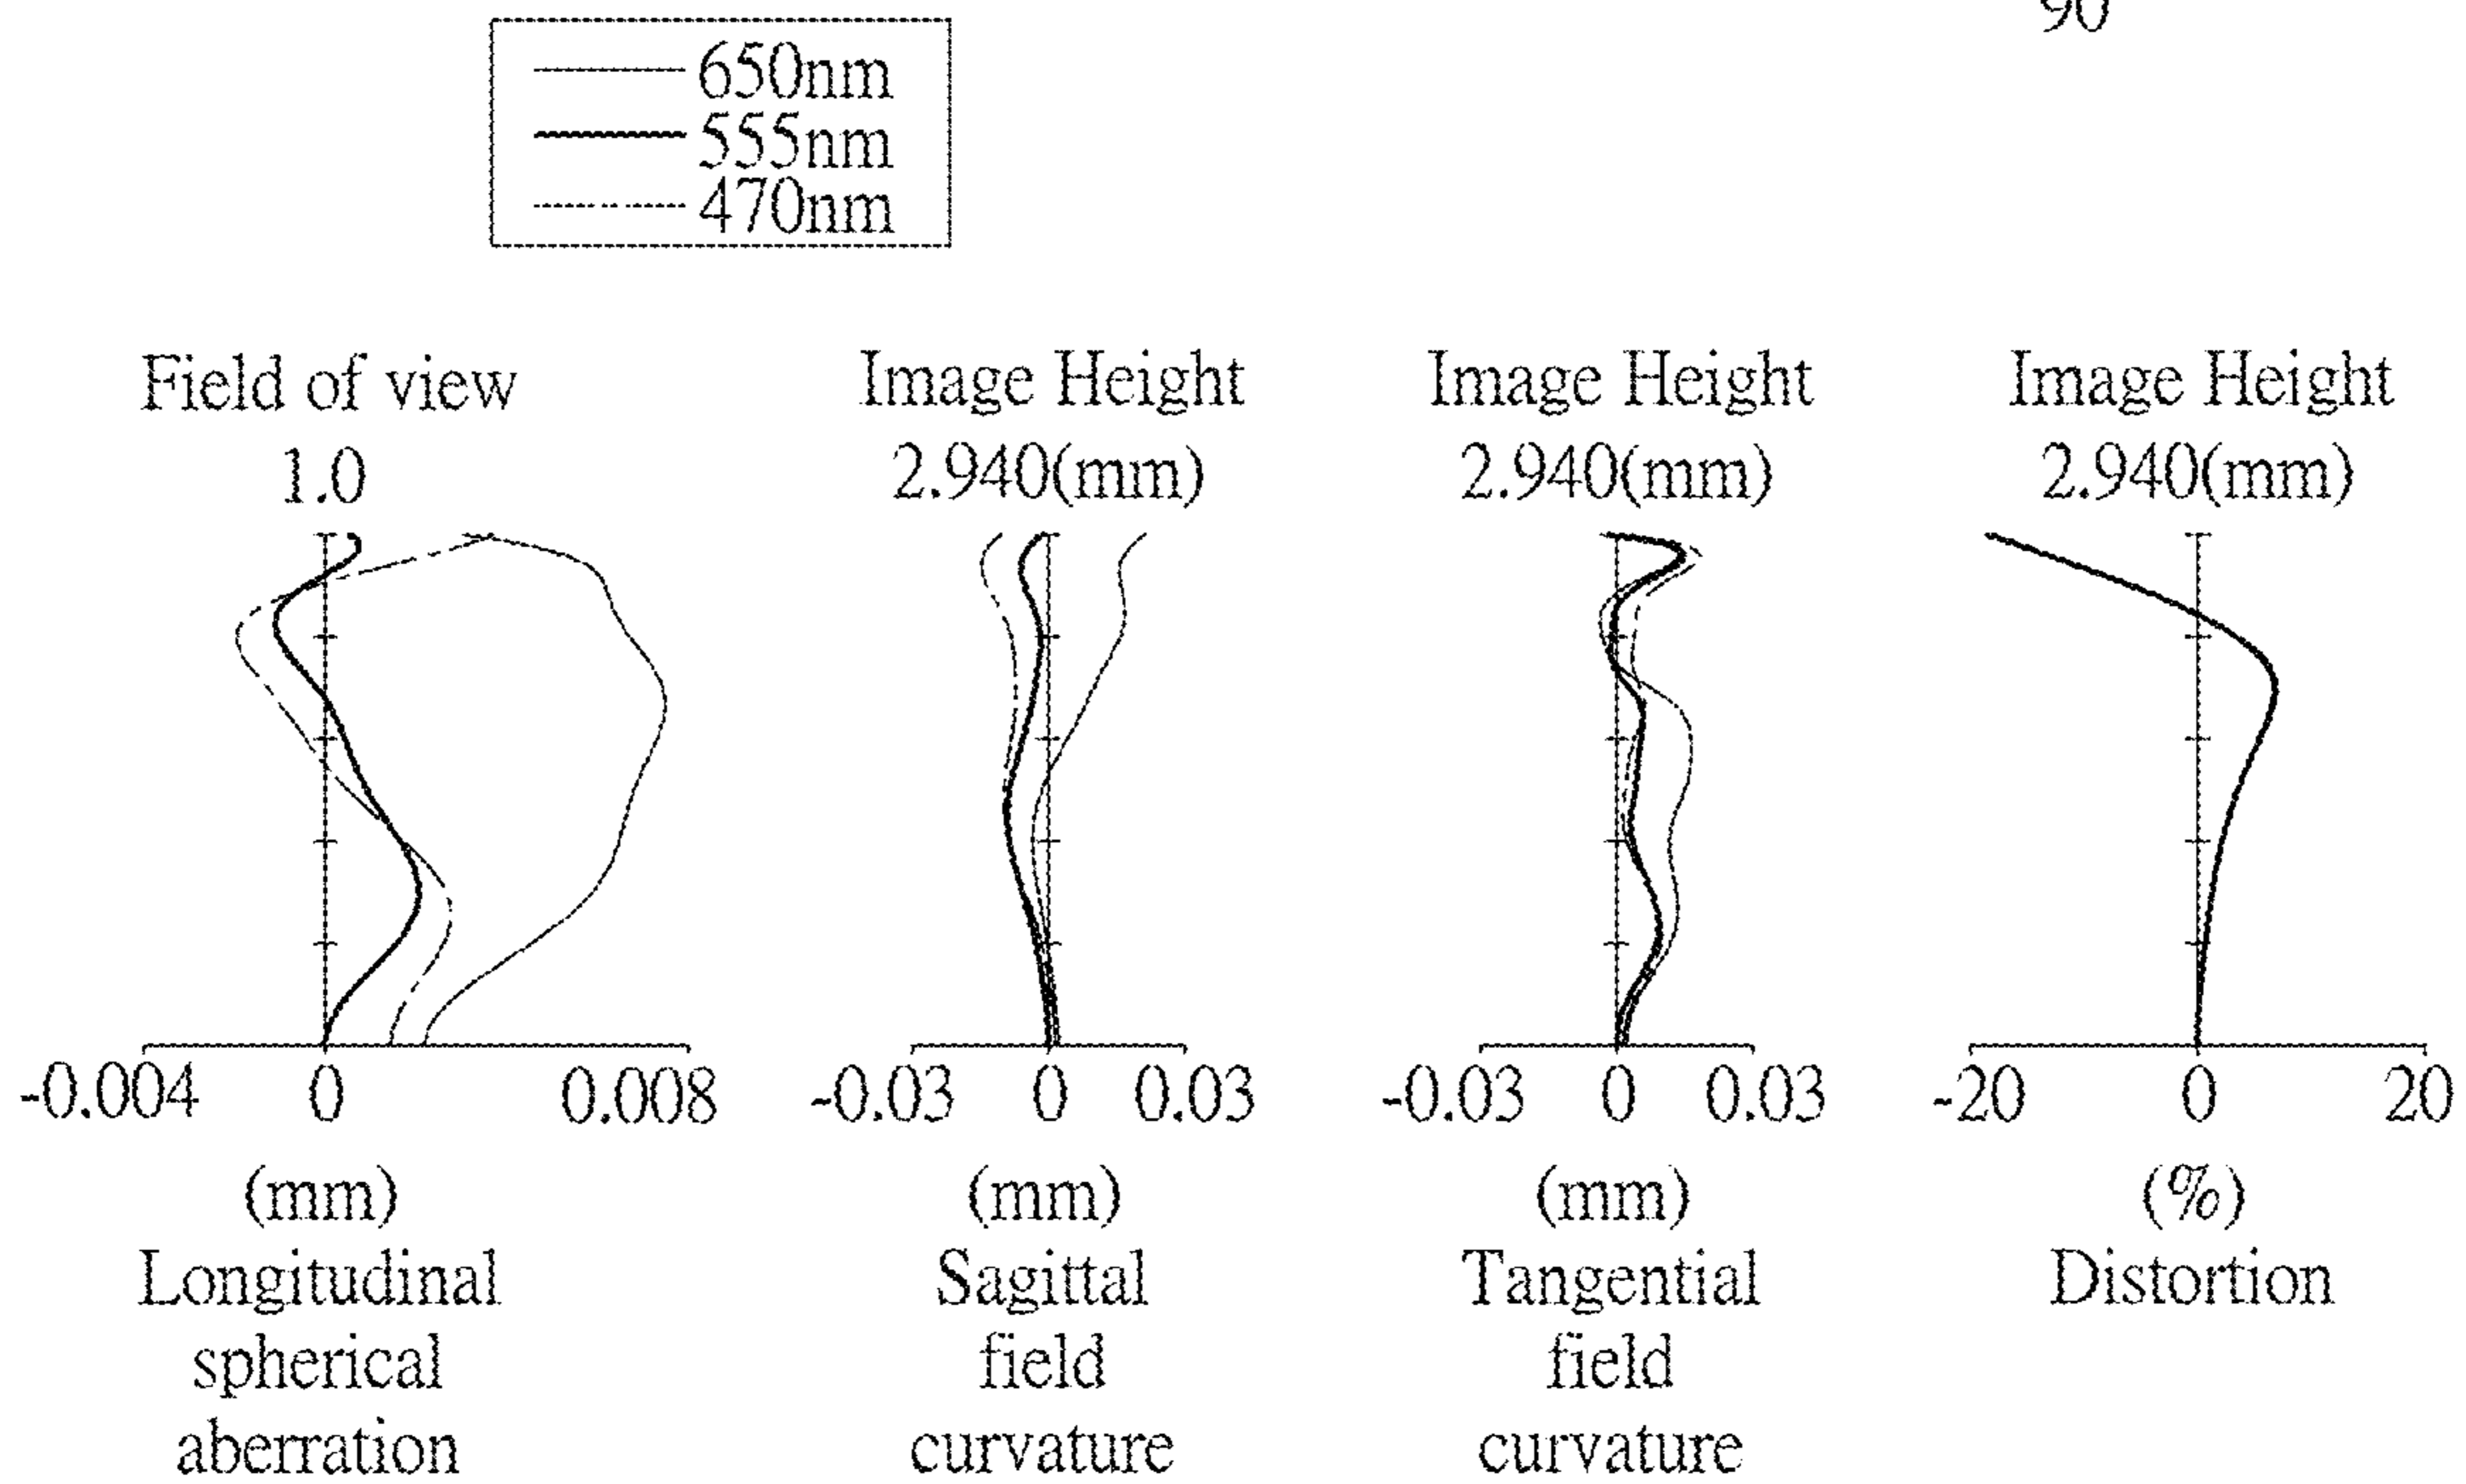 90
650nm
555nm
470nm
Field of view
1.0
Image Height
2.940(mm)
Image Height
2.940(mm)
Image Height
2.940(mm)
-0.004 0 0.008
-0.03 0 0.03
-0.03 0 0.03
-20 0 20
(mm)
Longitudinal
spherical
aberration
(mm)
Sagittal
field
curvature
(mm)
Tangential
field
curvature
(%)
Distortion